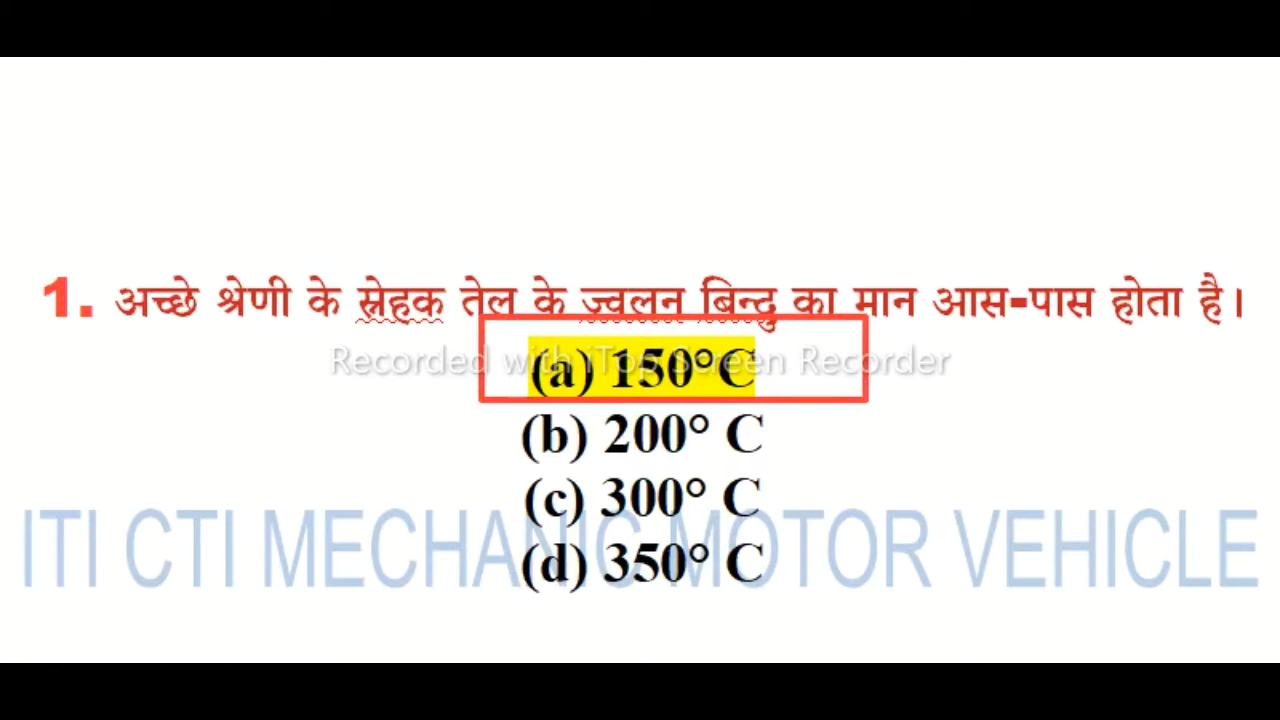 1. अच्छे श्रेणी के स्नेहक तेल के ज्वलन बिन्दु का मान आस-पास होता है।
Recorded with iTop Screen Recorder
(a) 150°C
(b) 200° C
(c) 300° C
ITI CTI MECHANIC MOTOR VEHICLE
(d) 350° C